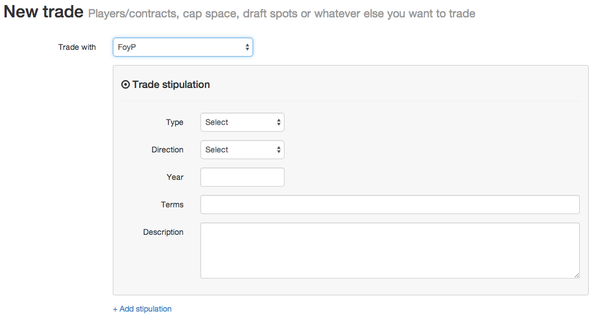 New trade Players/contracts, cap space, draft spots or whatever else you want to trade
Trade with FoyP
Trade stipulation
Type Select
Direction Select
Year
Terms
Description
+ Add stipulation